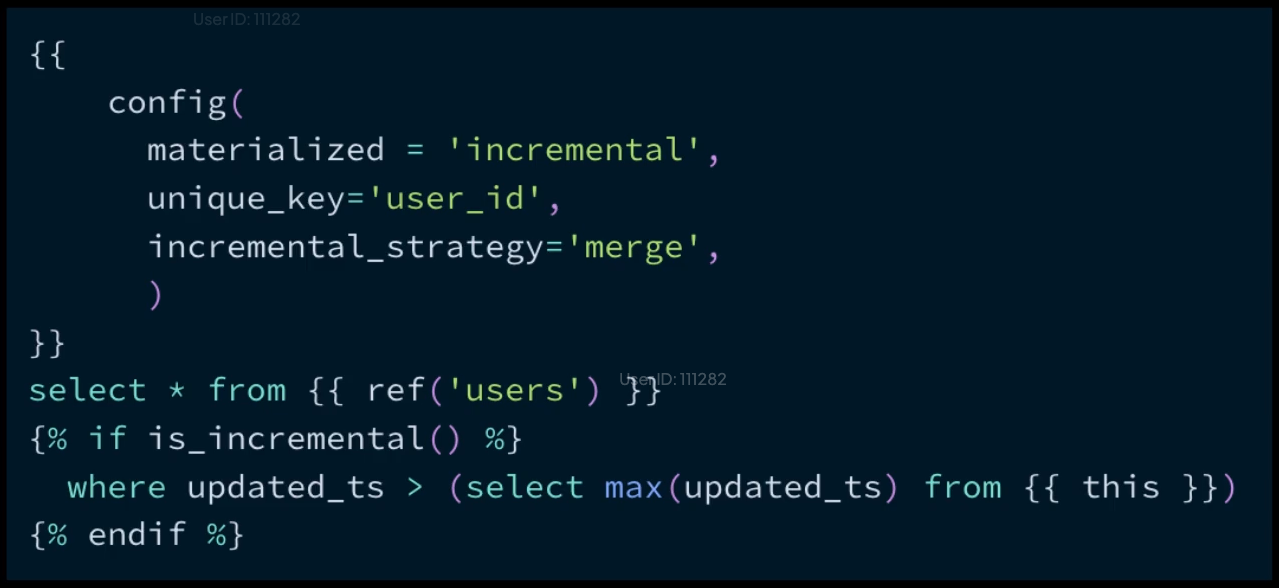 User ID: 111282
{{
    config(
      materialized = 'incremental',
      unique_key='user_id',
      incremental_strategy='merge',
      )
}}
select * from {{ ref('users') }}
User ID: 111282
{% if is_incremental() %}
  where updated_ts > (select max(updated_ts) from {{ this }})
{% endif %}